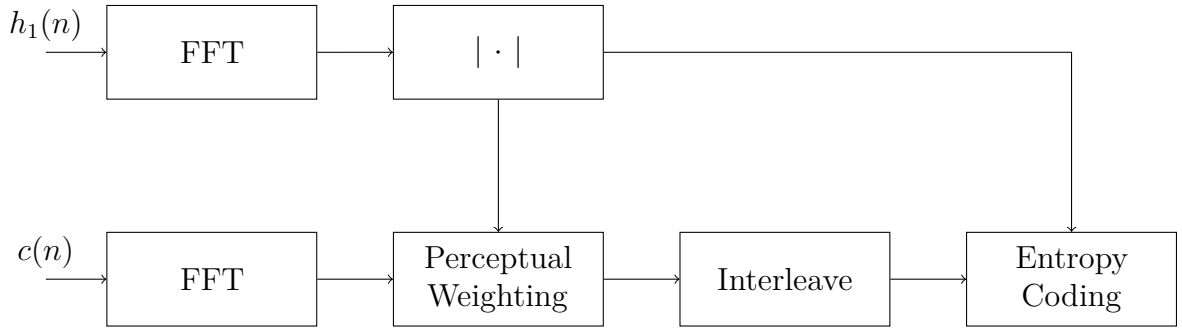 h₁(n)
FFT
| · |
c(n)
FFT
Perceptual
Weighting
Interleave
Entropy
Coding